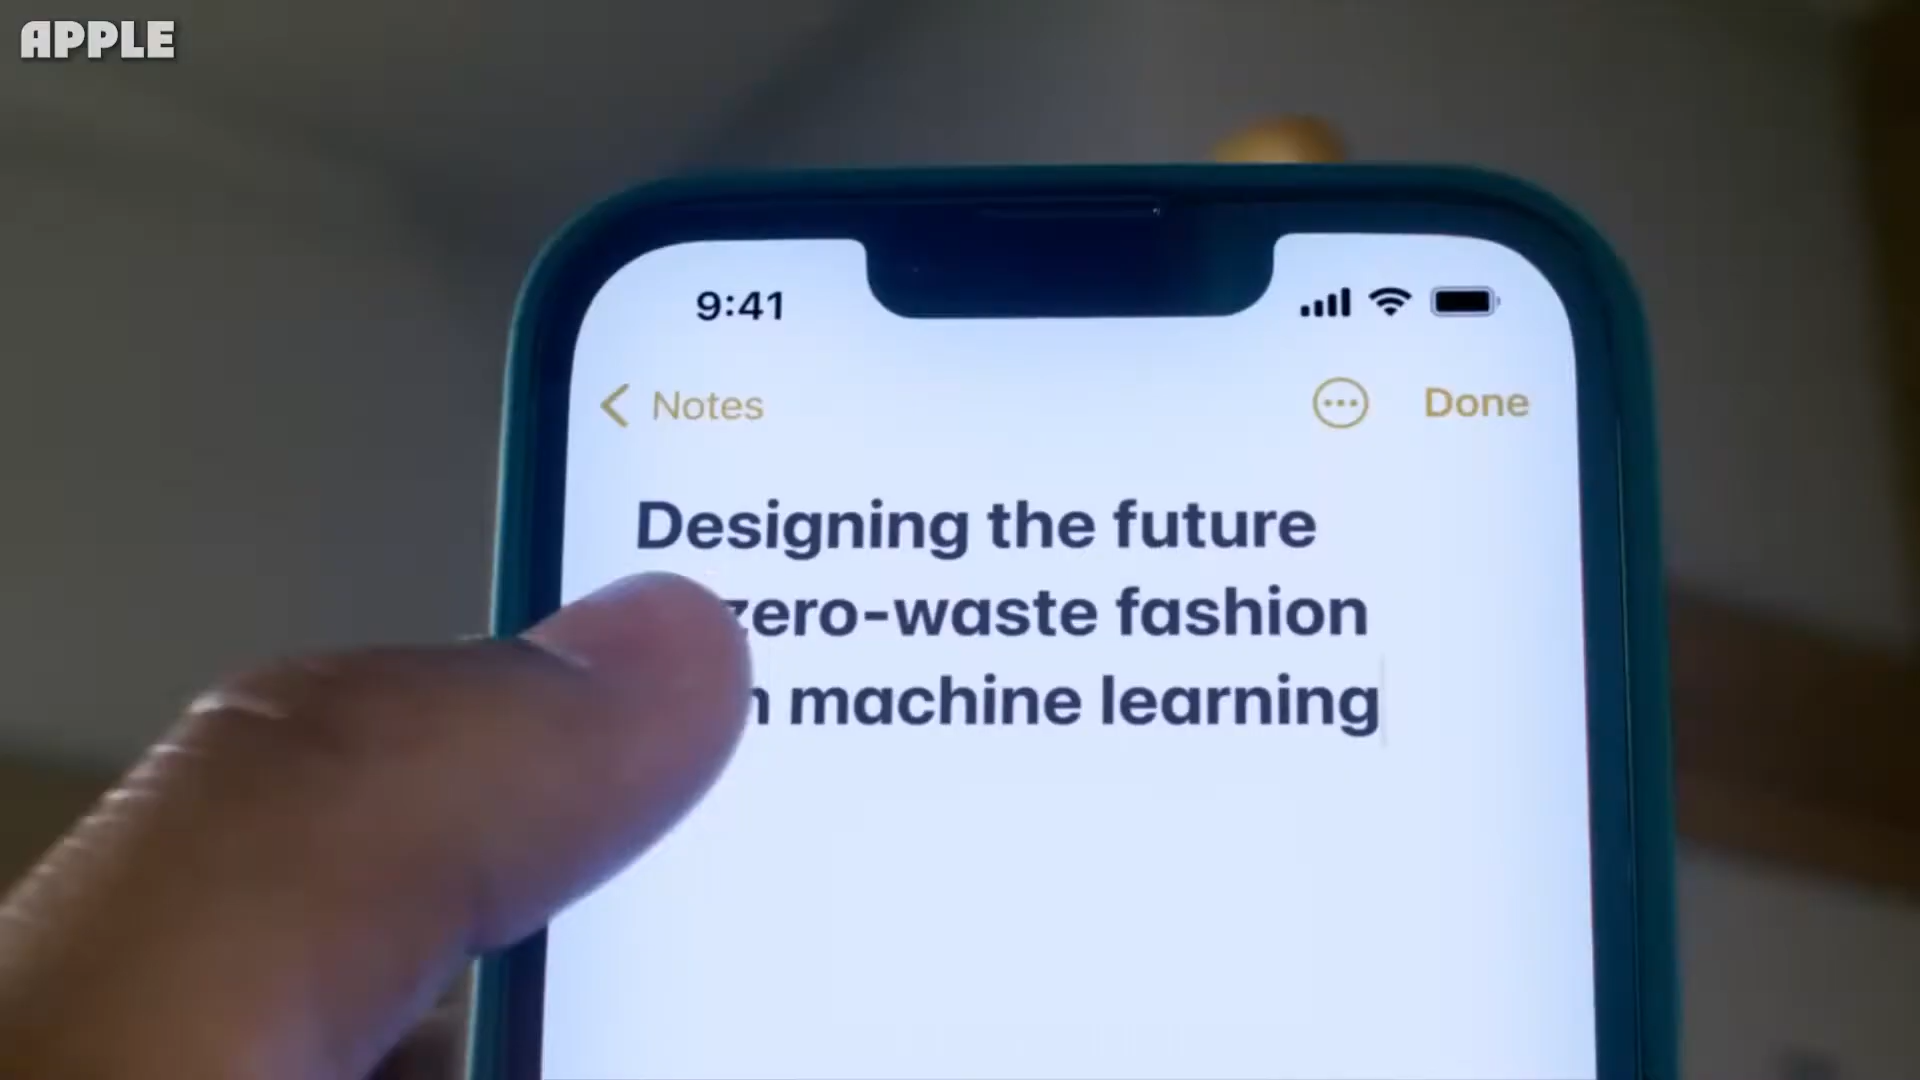 APPLE
9:41
Notes
Done
Designing the future
zero-waste fashion
machine learning